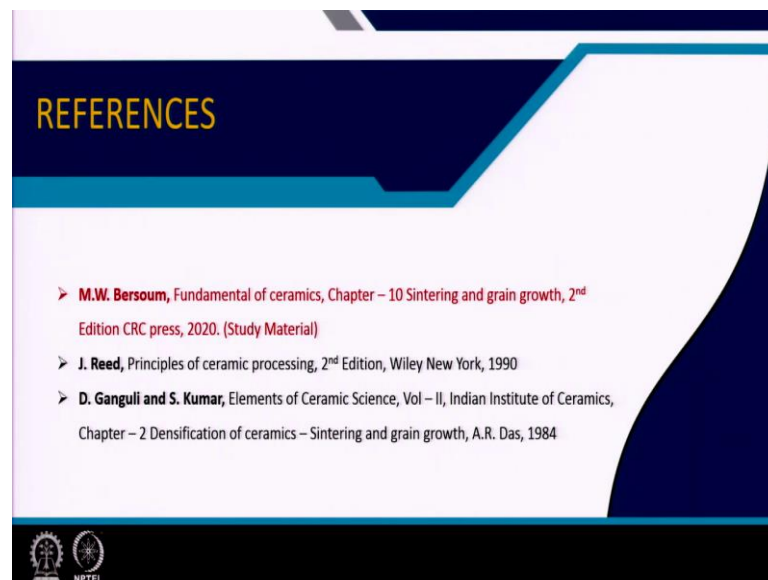 REFERENCES
➢ M.W. Bersoum, Fundamental of ceramics, Chapter – 10 Sintering and grain growth, 2nd
Edition CRC press, 2020. (Study Material)
➢ J. Reed, Principles of ceramic processing, 2nd Edition, Wiley New York, 1990
➢ D. Ganguli and S. Kumar, Elements of Ceramic Science, Vol – II, Indian Institute of Ceramics,
Chapter – 2 Densification of ceramics – Sintering and grain growth, A.R. Das, 1984
NPTEL